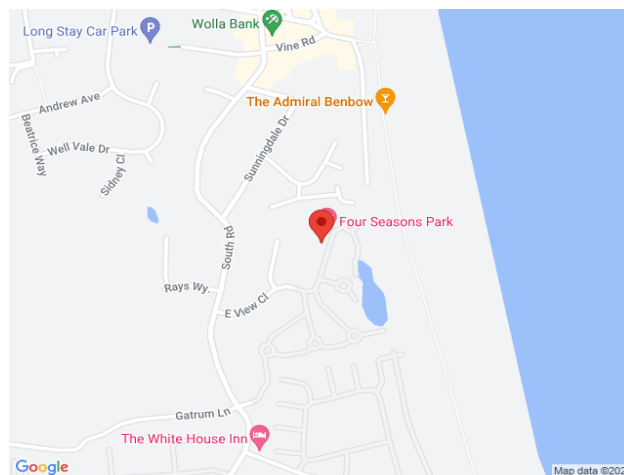 Wolla Bank
Long Stay Car Park
P
Vine Rd
The Admiral Benbow
Andrew Ave
Beatrice Way
Well Vale Dr
Sidney Cl
Sunningdale Dr
Four Seasons Park
South Rd
Rays Wy.
E View Cl
Gatrum Ln
The White House Inn
Google
Map data ©202